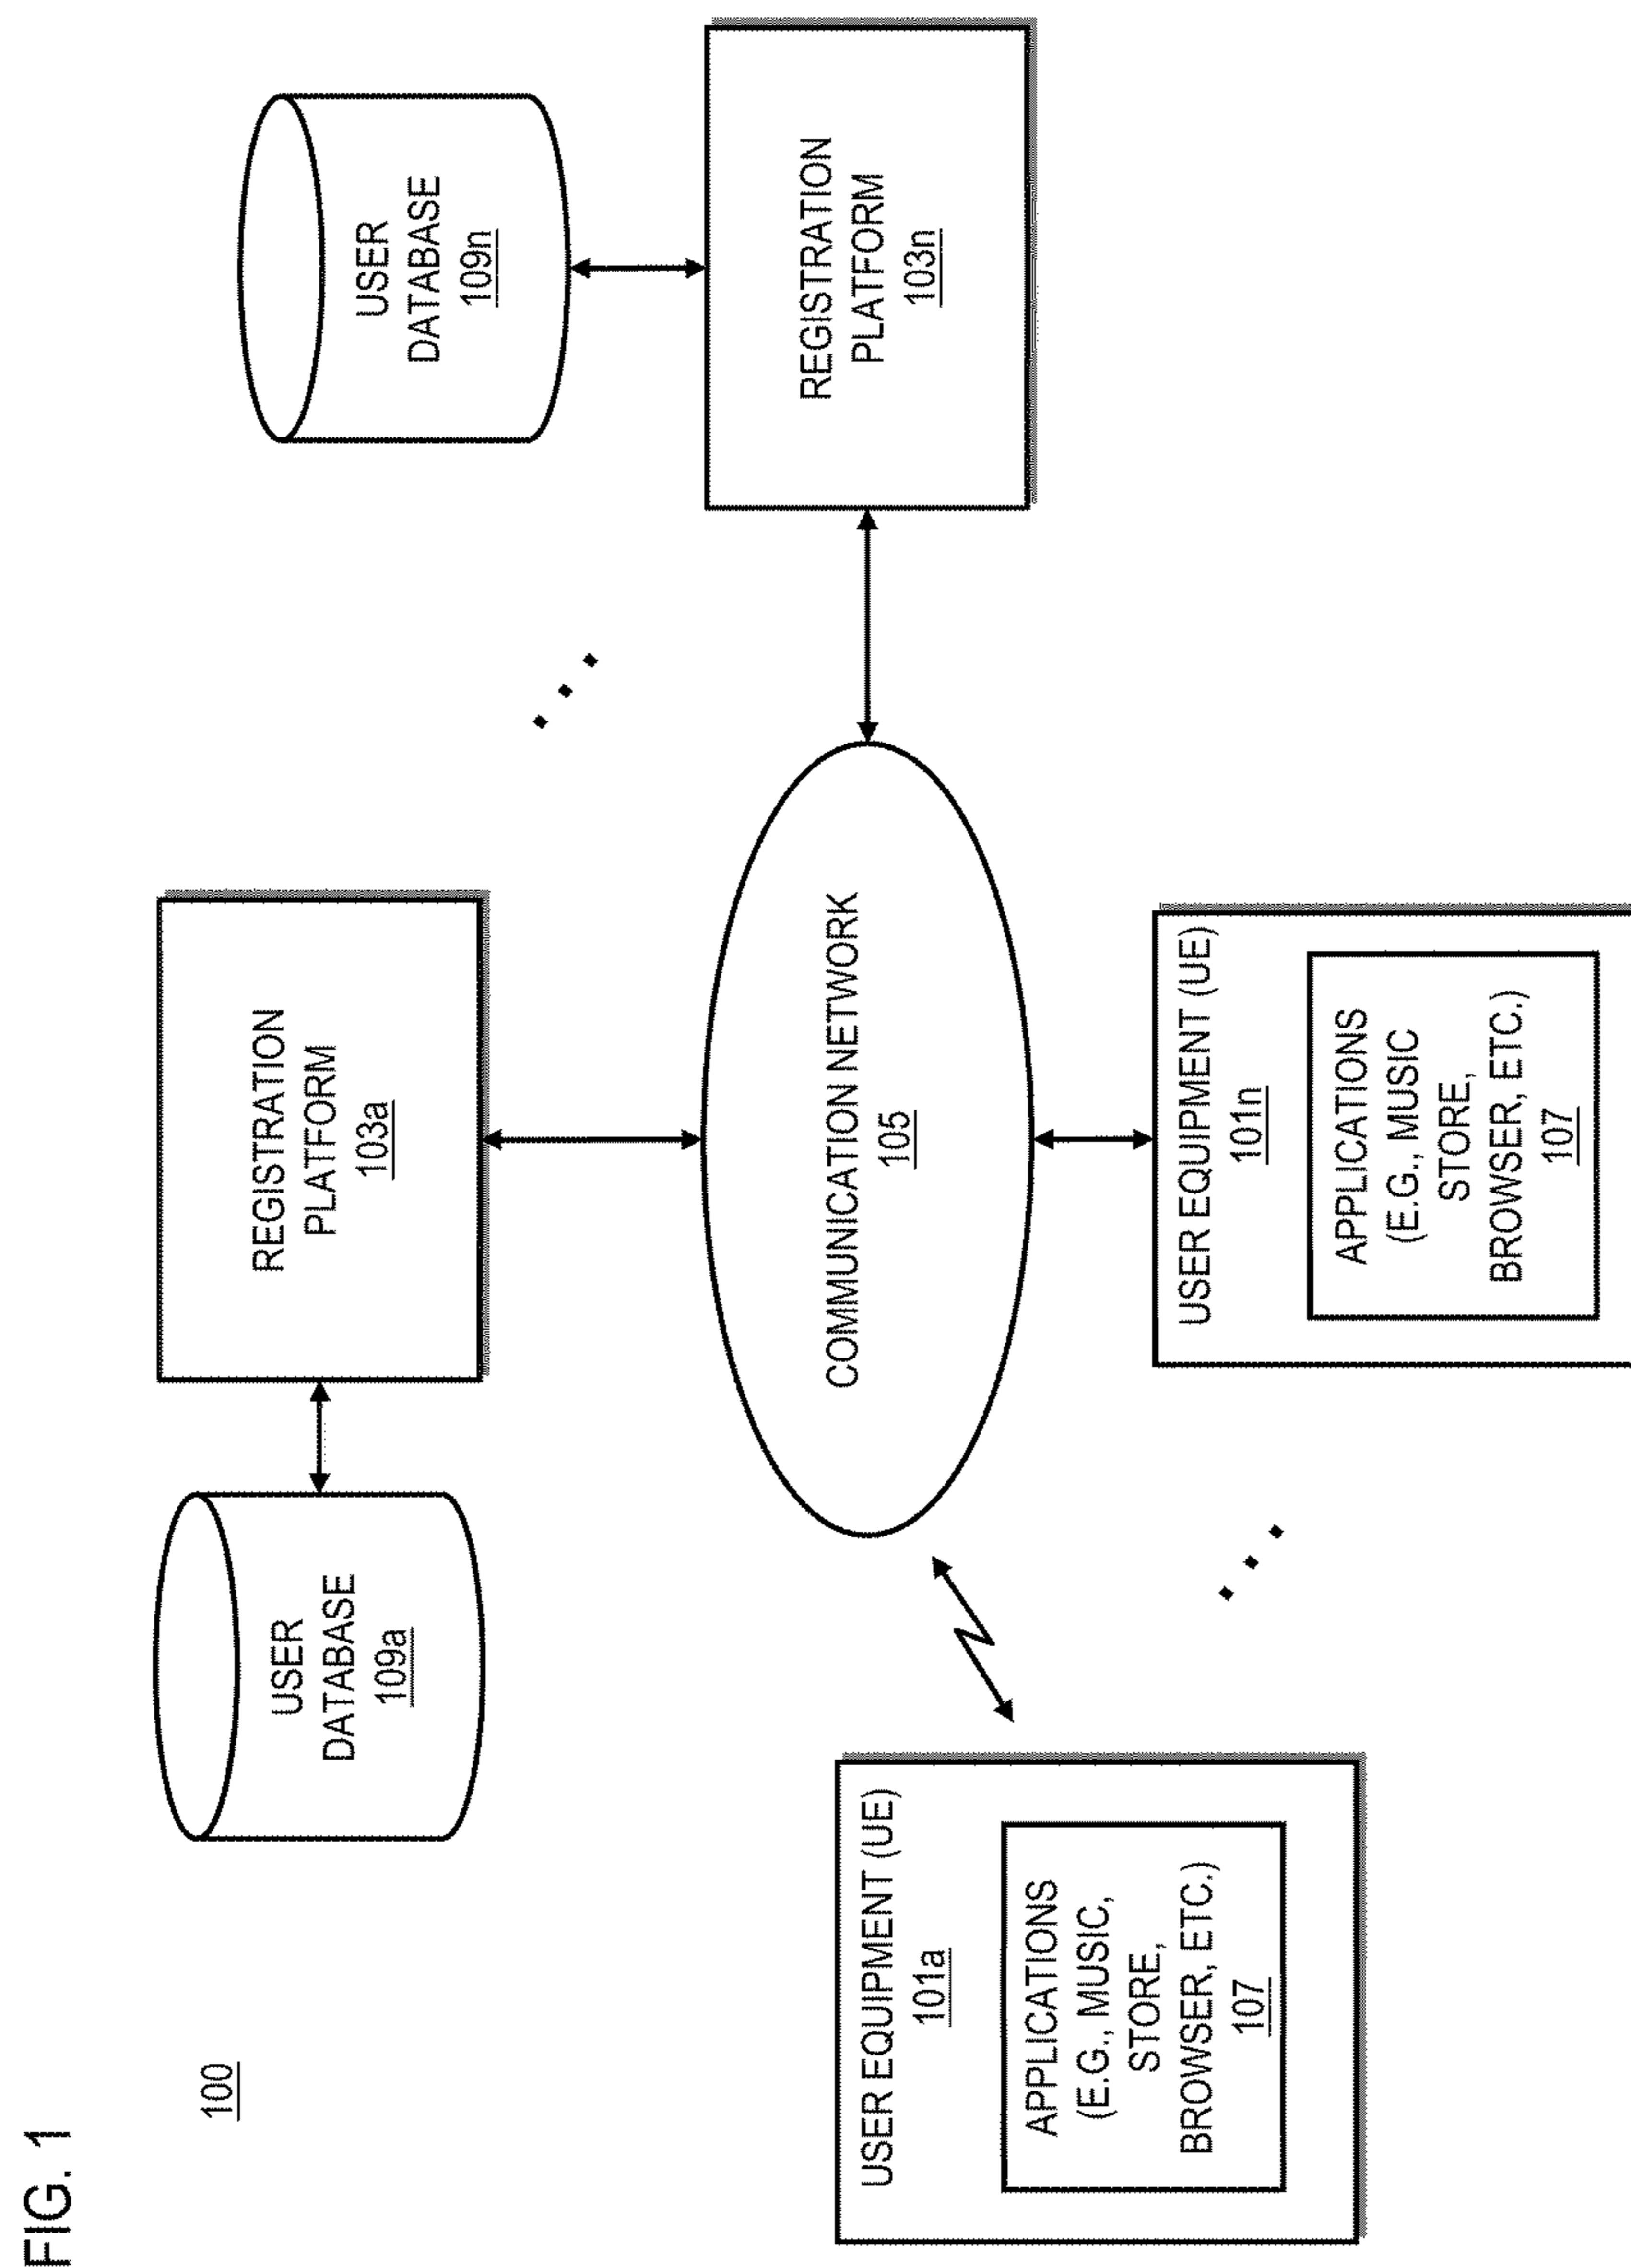 FIG. 1
100
USER
DATABASE
109a
REGISTRATION
PLATFORM
103a
USER
DATABASE
109n
REGISTRATION
PLATFORM
103n
COMMUNICATION NETWORK
105
USER EQUIPMENT (UE)
101a
APPLICATIONS
(E.G., MUSIC,
STORE,
BROWSER, ETC.)
107
USER EQUIPMENT (UE)
101n
APPLICATIONS
(E.G., MUSIC
STORE,
BROWSER, ETC.)
107